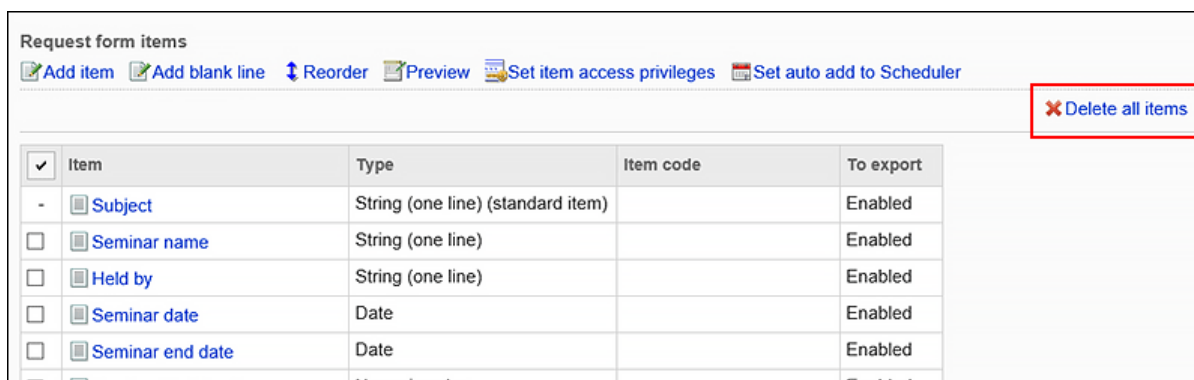 Request form items
Add item Add blank line Reorder Preview Set item access privileges Set auto add to Scheduler
Delete all items
Item Type Item code To export
- Subject String (one line) (standard item) Enabled
Seminar name String (one line) Enabled
Held by String (one line) Enabled
Seminar date Date Enabled
Seminar end date Date Enabled